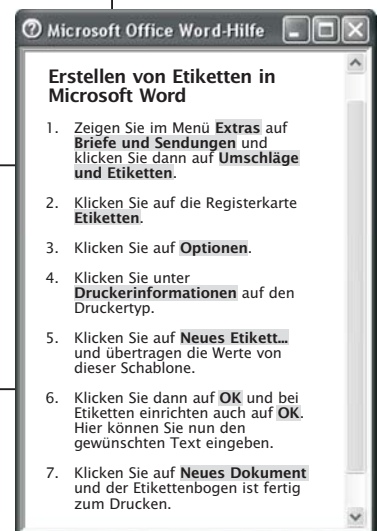 Microsoft Office Word-Hilfe
Erstellen von Etiketten in
Microsoft Word
1. Zeigen Sie im Menü Extras auf
Briefe und Sendungen und
klicken Sie dann auf Umschläge
und Etiketten.
2. Klicken Sie auf die Registerkarte
Etiketten.
3. Klicken Sie auf Optionen.
4. Klicken Sie unter
Druckerinformationen auf den
Druckertyp.
5. Klicken Sie auf Neues Etikett...
und übertragen die Werte von
dieser Schablone.
6. Klicken Sie dann auf OK und bei
Etiketten einrichten auch auf OK.
Hier können Sie nun den
gewünschten Text eingeben.
7. Klicken Sie auf Neues Dokument
und der Etikettenbogen ist fertig
zum Drucken.